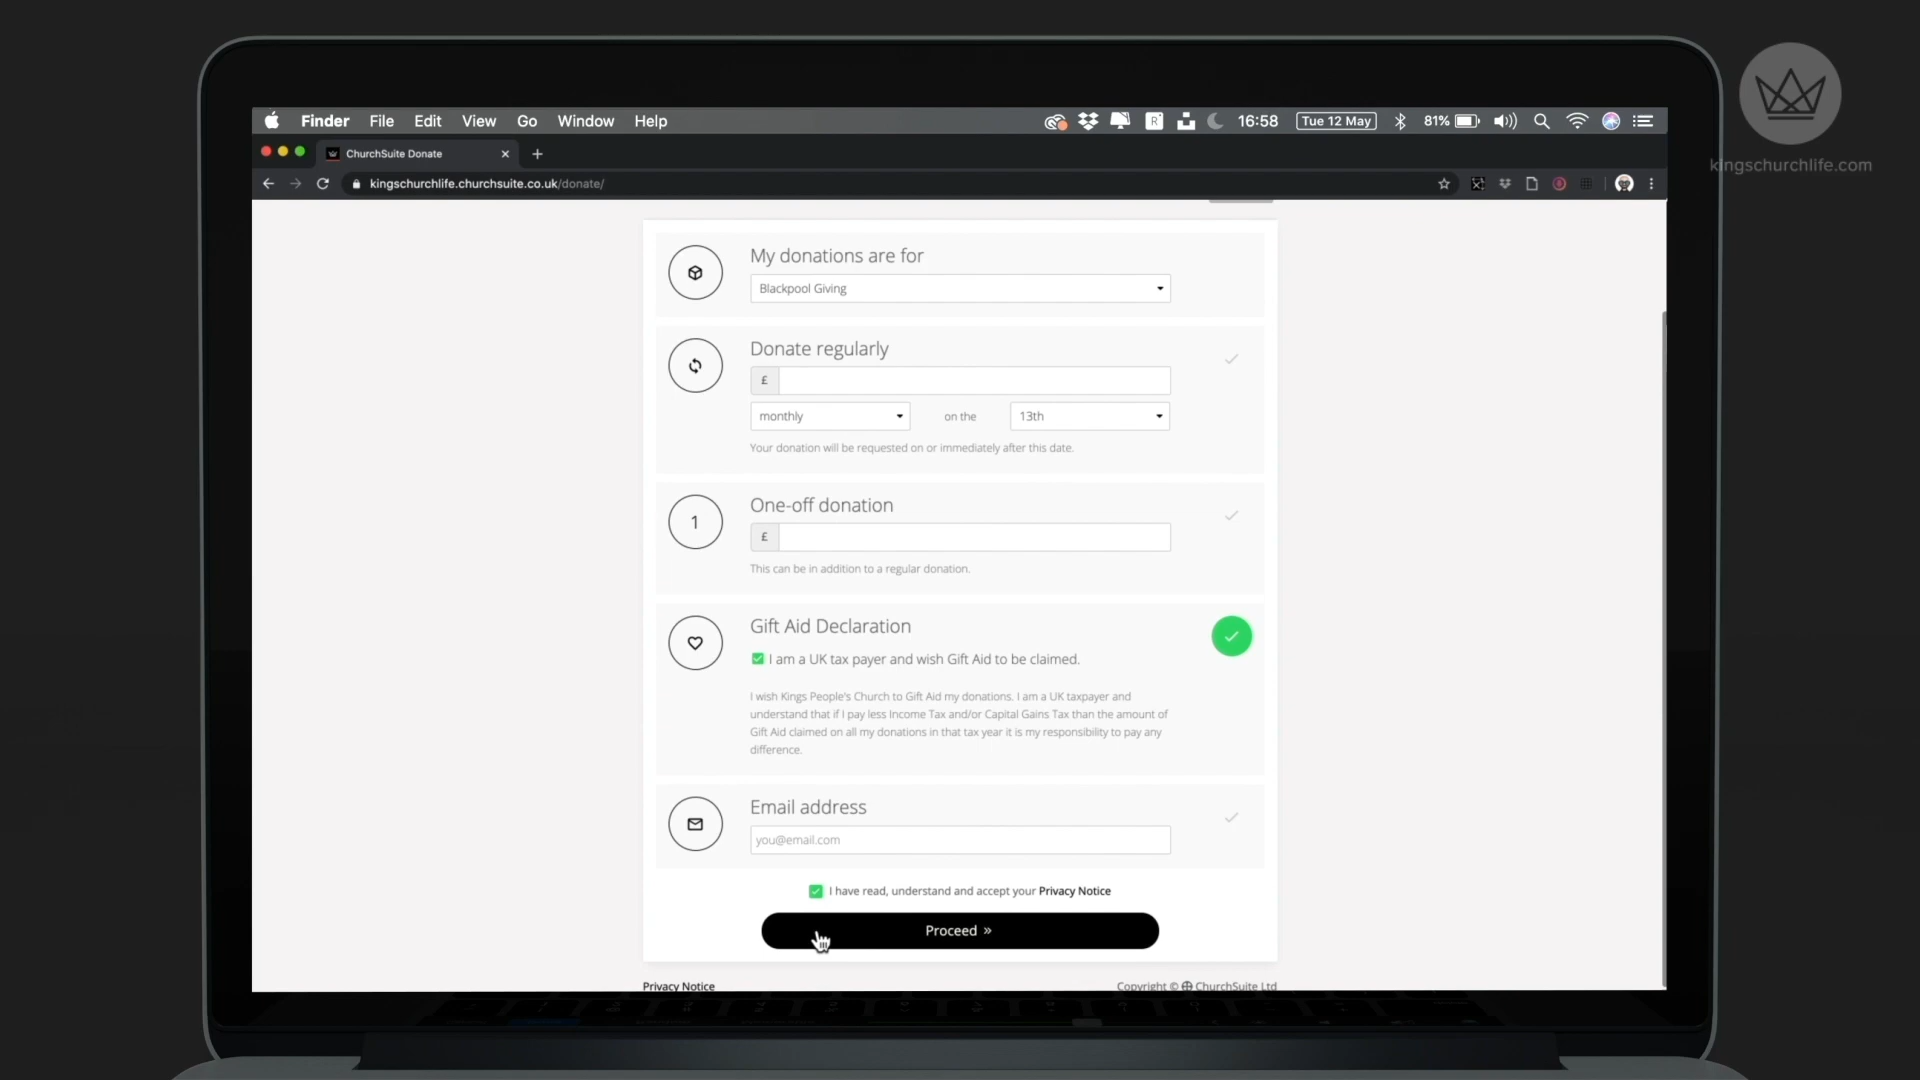 Finder File Edit View Go Window Help 16:58 Tue 12 May 81%
ChurchSuite Donate
kingschurchlife.churchsuite.co.uk/donate/
kingschurchlife.com
My donations are for
Blackpool Giving
Donate regularly
£
monthly on the 13th
Your donation will be requested on or immediately after this date.
1
One-off donation
£
This can be in addition to a regular donation.
Gift Aid Declaration
I am a UK tax payer and wish Gift Aid to be claimed.
I wish Kings People's Church to Gift Aid my donations. I am a UK taxpayer and
understand that if I pay less Income Tax and/or Capital Gains Tax than the amount of
Gift Aid claimed on all my donations in that tax year it is my responsibility to pay any
difference.
Email address
you@email.com
I have read, understand and accept your Privacy Notice
Proceed »
Privacy Notice Copyright © ChurchSuite Ltd